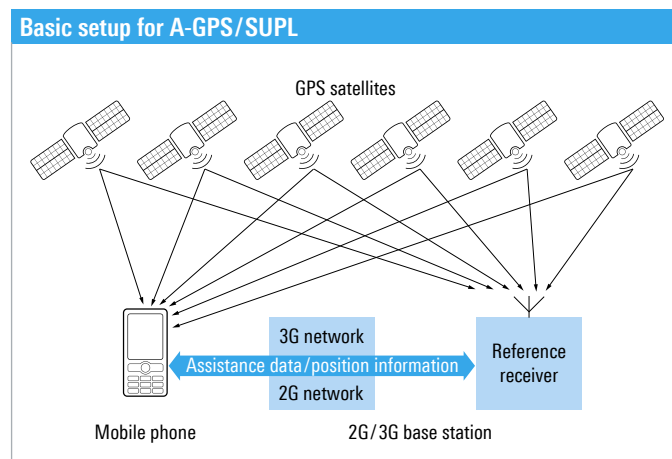 Basic setup for A-GPS/SUPL
GPS satellites
3G network
Assistance data/position information
2G network
Reference
receiver
Mobile phone
2G/3G base station